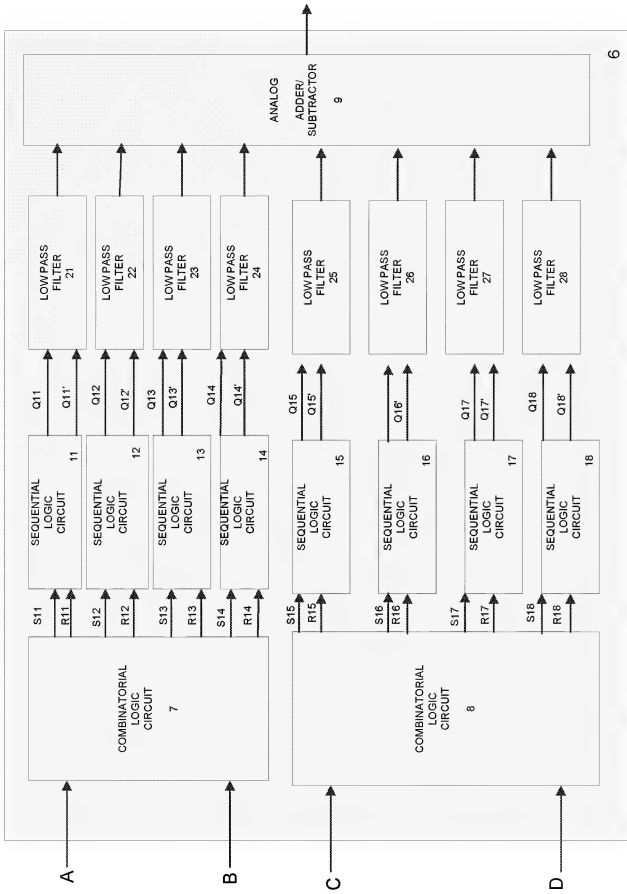 ANALOG
ADDER/
SUBTRACTOR
9
6
LOW PASS
FILTER
21
LOW PASS
FILTER
22
LOW PASS
FILTER
23
LOW PASS
FILTER
24
LOW PASS
FILTER
25
LOW PASS
FILTER
26
LOW PASS
FILTER
27
LOW PASS
FILTER
28
Q11
Q11'
Q12
Q12'
Q13
Q13'
Q14
Q14'
Q15
Q15'
Q16'
Q17
Q17'
Q18
Q18'
SEQUENTIAL
LOGIC
CIRCUIT
11
SEQUENTIAL
LOGIC
CIRCUIT
12
SEQUENTIAL
LOGIC
CIRCUIT
13
SEQUENTIAL
LOGIC
CIRCUIT
14
SEQUENTIAL
LOGIC
CIRCUIT
15
SEQUENTIAL
LOGIC
CIRCUIT
16
SEQUENTIAL
LOGIC
CIRCUIT
17
SEQUENTIAL
LOGIC
CIRCUIT
18
S11
R11
S12
R12
S13
R13
S14
R14
S15
R15
S16
R16
S17
R17
S18
R18
COMBINATORIAL
LOGIC
CIRCUIT
7
COMBINATORIAL
LOGIC
CIRCUIT
8
A
B
C
D